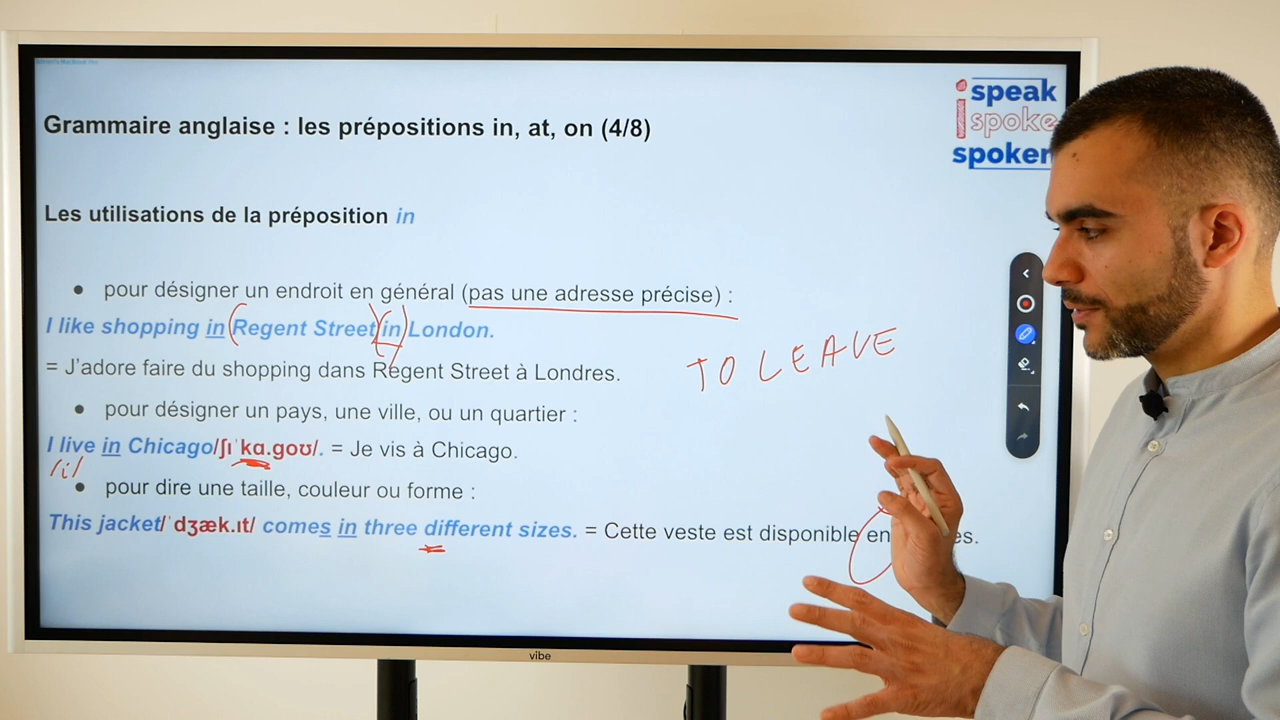 Grammaire anglaise : les prépositions in, at, on (4/8)
i speak
i spoke
spoken
Les utilisations de la préposition in
• pour désigner un endroit en général (pas une adresse précise) :
I like shopping in Regent Street in London.
= J'adore faire du shopping dans Regent Street à Londres.
TO LEAVE
• pour désigner un pays, une ville, ou un quartier :
I live in Chicago/ʃɪˈkɑ.goʊ/. = Je vis à Chicago.
/i/
• pour dire une taille, couleur ou forme :
This jacket/ˈdʒæk.ɪt/ comes in three different sizes. = Cette veste est disponible en
vibe